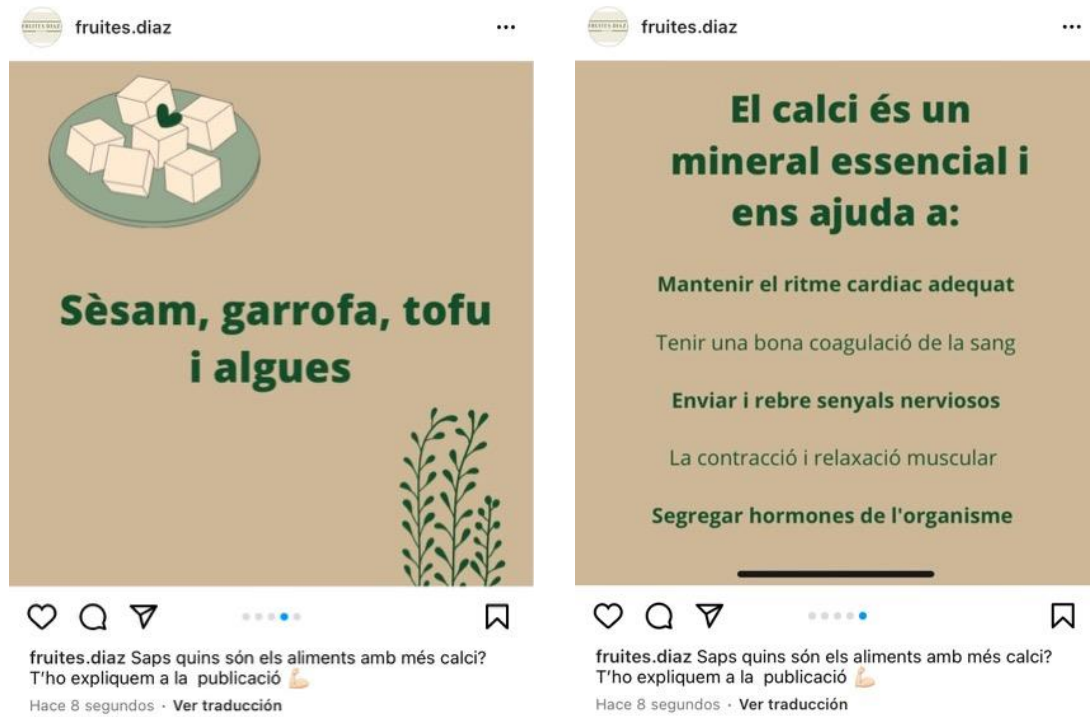 fruites.diaz
Sèsam, garrofa, tofu
i algues
fruites.diaz Saps quins són els aliments amb més calci?
T'ho expliquem a la publicació 💪🏻
Hace 8 segundos · Ver traducción
fruites.diaz
El calci és un
mineral essencial i
ens ajuda a:
Mantenir el ritme cardiac adequat
Tenir una bona coagulació de la sang
Enviar i rebre senyals nerviosos
La contracció i relaxació muscular
Segregar hormones de l'organisme
fruites.diaz Saps quins són els aliments amb més calci?
T'ho expliquem a la publicació 💪🏻
Hace 8 segundos · Ver traducción